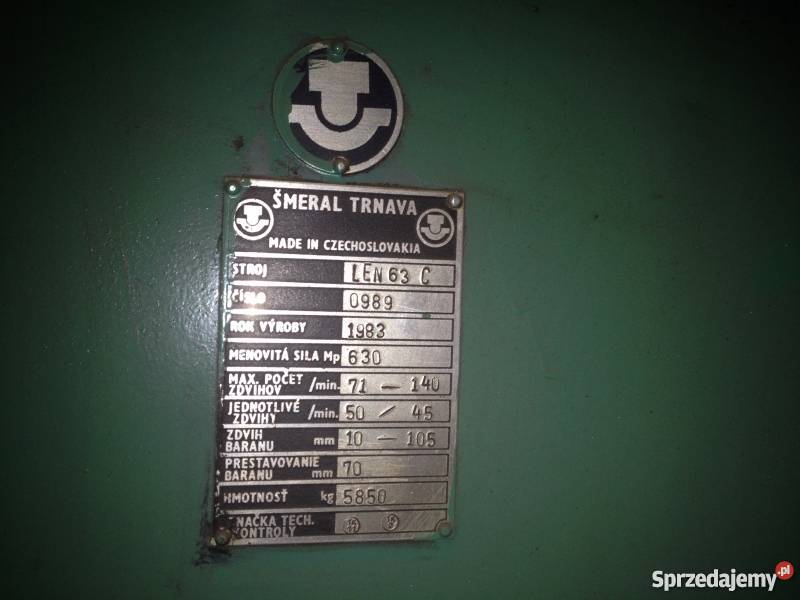 ŠMERAL TRNAVA
MADE IN CZECHOSLOVAKIA
STROJ LEN 63 C
ČÍSLO 0989
ROK VÝROBY 1983
MENOVITÁ SILA Mp 630
MAX. POČET ZDVIHOV /min. 71 — 140
JEDNOTLIVÉ ZDVIHY /min. 50 / 45
ZDVIH BARANU mm 10 — 105
PRESTAVOVANIE BARANU mm 70
HMOTNOSŤ kg 5850
ZNAČKA TECH. KONTROLY
Sprzedajemy.pl